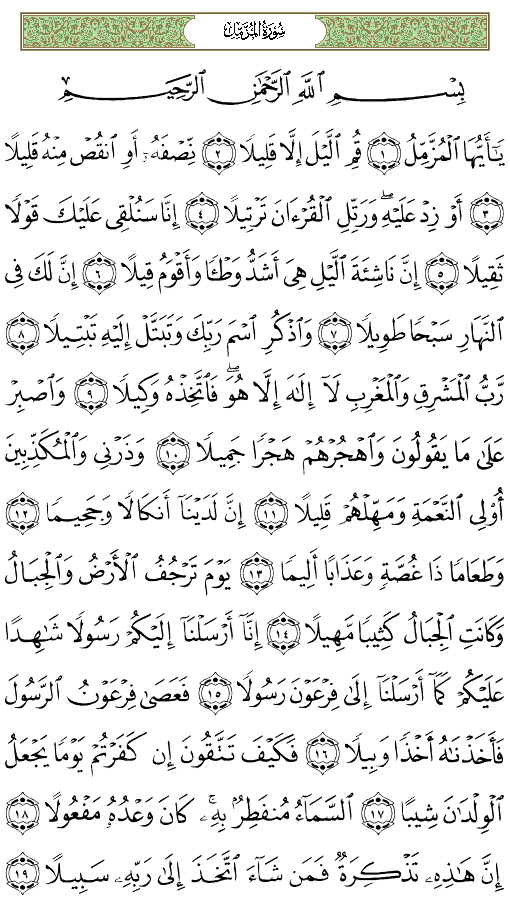 سُورَةُ المُزَّمِّل
بِسْمِ ٱللَّهِ ٱلرَّحْمَٰنِ ٱلرَّحِيمِ
يَٰٓأَيُّهَا ٱلْمُزَّمِّلُ ١ قُمِ ٱلَّيْلَ إِلَّا قَلِيلًا ٢ نِّصْفَهُۥٓ أَوِ ٱنقُصْ مِنْهُ قَلِيلًا
٣ أَوْ زِدْ عَلَيْهِ ۖ وَرَتِّلِ ٱلْقُرْءَانَ تَرْتِيلًا ٤ إِنَّا سَنُلْقِى عَلَيْكَ قَوْلًا
ثَقِيلًا ٥ إِنَّ نَاشِئَةَ ٱلَّيْلِ هِىَ أَشَدُّ وَطْـًٔا وَأَقْوَمُ قِيلًا ٦ إِنَّ لَكَ فِى
ٱلنَّهَارِ سَبْحًا طَوِيلًا ٧ وَٱذْكُرِ ٱسْمَ رَبِّكَ وَتَبَتَّلْ إِلَيْهِ تَبْتِيلًا ٨
رَّبُّ ٱلْمَشْرِقِ وَٱلْمَغْرِبِ لَآ إِلَٰهَ إِلَّا هُوَ ۖ فَٱتَّخِذْهُ وَكِيلًا ٩ وَٱصْبِرْ
عَلَىٰ مَا يَقُولُونَ وَٱهْجُرْهُمْ هَجْرًا جَمِيلًا ١٠ وَذَرْنِى وَٱلْمُكَذِّبِينَ
أُو۟لِى ٱلنَّعْمَةِ وَمَهِّلْهُمْ قَلِيلًا ١١ إِنَّ لَدَيْنَآ أَنكَالًا وَجَحِيمًا ١٢
وَطَعَامًا ذَا غُصَّةٍ وَعَذَابًا أَلِيمًا ١٣ يَوْمَ تَرْجُفُ ٱلْأَرْضُ وَٱلْجِبَالُ
وَكَانَتِ ٱلْجِبَالُ كَثِيبًا مَّهِيلًا ١٤ إِنَّآ أَرْسَلْنَآ إِلَيْكُمْ رَسُولًا شَٰهِدًا
عَلَيْكُمْ كَمَآ أَرْسَلْنَآ إِلَىٰ فِرْعَوْنَ رَسُولًا ١٥ فَعَصَىٰ فِرْعَوْنُ ٱلرَّسُولَ
فَأَخَذْنَٰهُ أَخْذًا وَبِيلًا ١٦ فَكَيْفَ تَتَّقُونَ إِن كَفَرْتُمْ يَوْمًا يَجْعَلُ
ٱلْوِلْدَٰنَ شِيبًا ١٧ ٱلسَّمَآءُ مُنفَطِرٌۢ بِهِۦ ۚ كَانَ وَعْدُهُۥ مَفْعُولًا ١٨
إِنَّ هَٰذِهِۦ تَذْكِرَةٌ ۖ فَمَن شَآءَ ٱتَّخَذَ إِلَىٰ رَبِّهِۦ سَبِيلًا ١٩